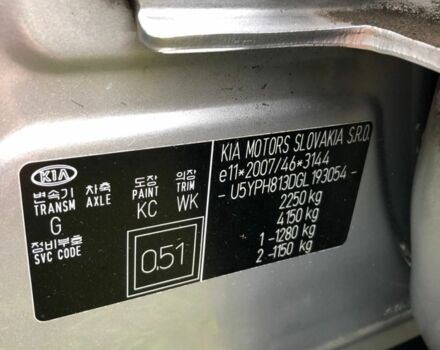 KIA
변속기 차축 도장 의장
TRANSM AXLE PAINT TRIM
G KC WK
정비부호
SVC CODE
0.51
KIA MOTORS SLOVAKIA S.R.O.
e11*2007/46*3144
- U5YPH813DGL193054 -
2250 kg
4150 kg
1 -1280 kg
2 -1150 kg